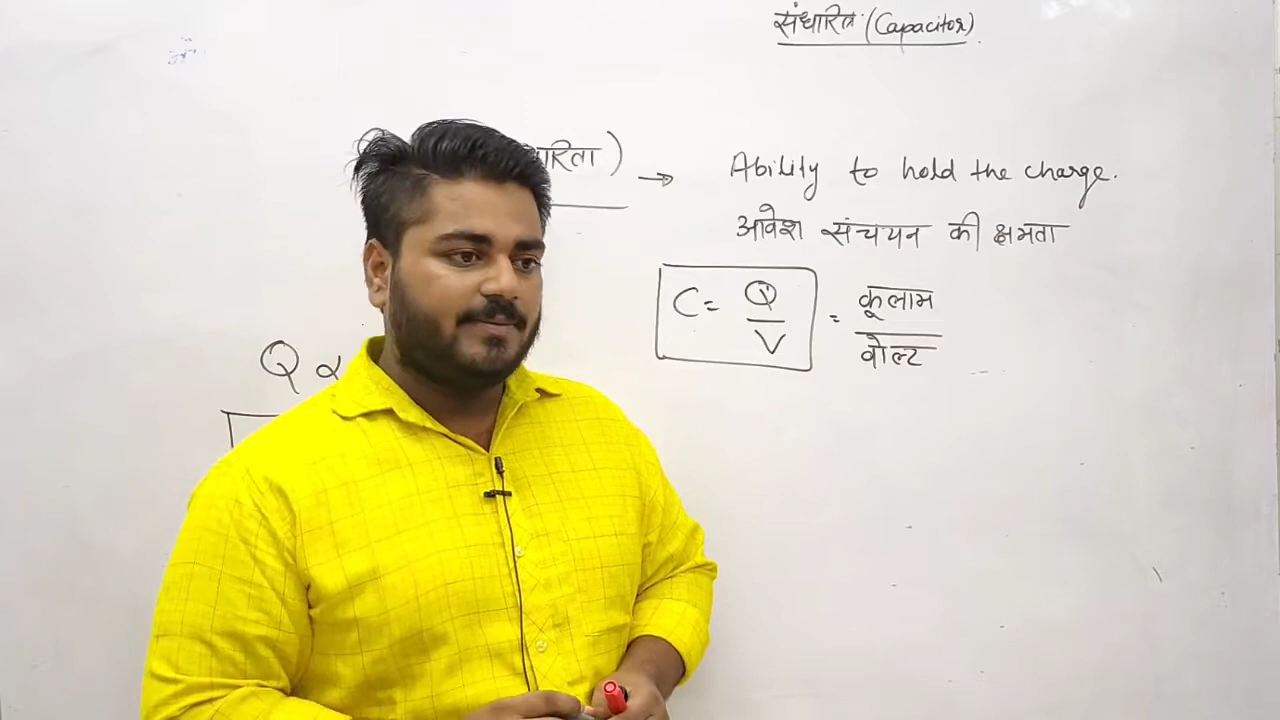 संधारित्र (Capacitor)
धारिता) → Ability to hold the charge.
आवेश संचयन की क्षमता
C = Q/V = कूलाम/वोल्ट
Q ∝